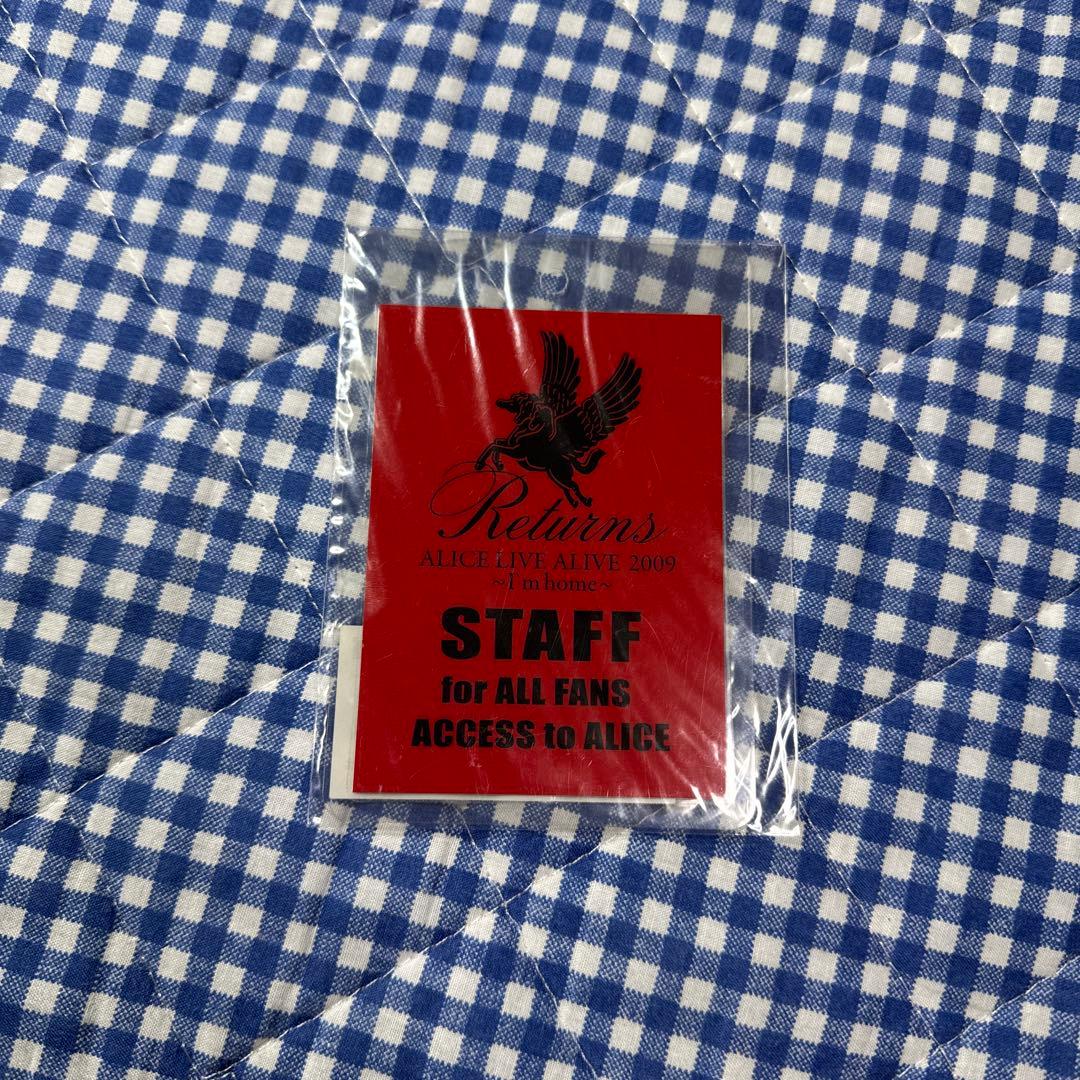 Returns
ALICE LIVE ALIVE 2009
~I'm home~
STAFF
for ALL FANS
ACCESS to ALICE